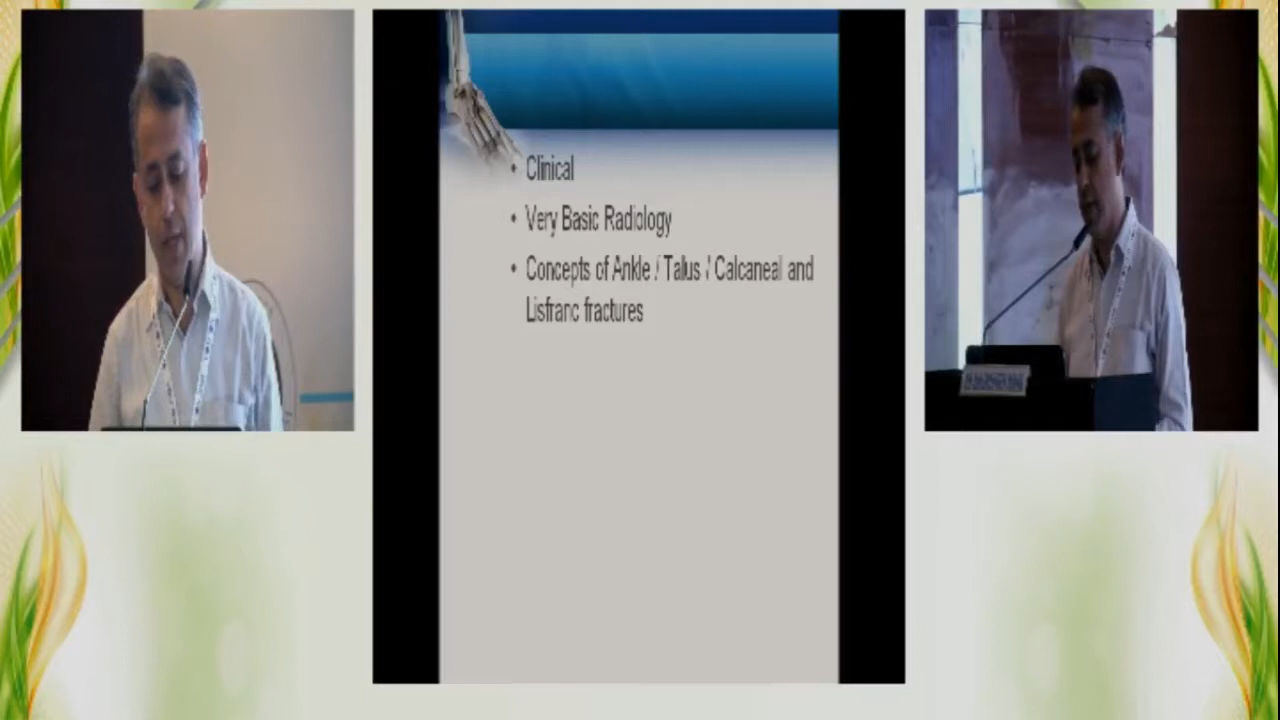 • Clinical
• Very Basic Radiology
• Concepts of Ankle / Talus / Calcaneal and
Lisfranc fractures